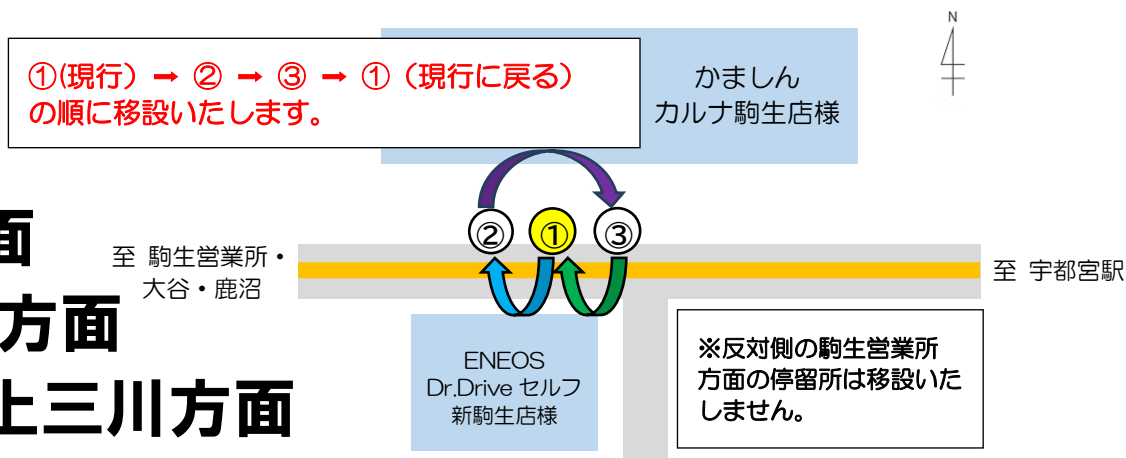 N
①(現行) → ② → ③ → ① (現行に戻る)
の順に移設いたします。
かましん
カルナ駒生店様
面
方面
上三川方面
② ① ③
至 駒生営業所・
大谷・鹿沼
至 宇都宮駅
ENEOS
Dr.Drive セルフ
新駒生店様
※反対側の駒生営業所
方面の停留所は移設いた
しません。